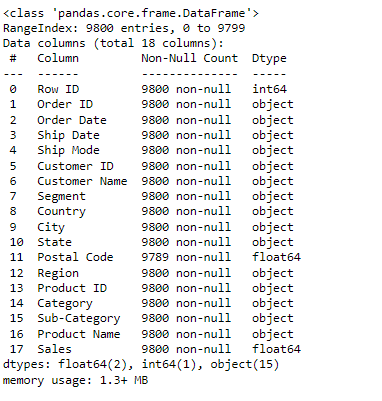 <class 'pandas.core.frame.DataFrame'>
RangeIndex: 9800 entries, 0 to 9799
Data columns (total 18 columns):
 #   Column         Non-Null Count  Dtype
---  ------         --------------  -----
 0   Row ID         9800 non-null   int64
 1   Order ID       9800 non-null   object
 2   Order Date     9800 non-null   object
 3   Ship Date      9800 non-null   object
 4   Ship Mode      9800 non-null   object
 5   Customer ID    9800 non-null   object
 6   Customer Name  9800 non-null   object
 7   Segment        9800 non-null   object
 8   Country        9800 non-null   object
 9   City           9800 non-null   object
 10  State          9800 non-null   object
 11  Postal Code    9789 non-null   float64
 12  Region         9800 non-null   object
 13  Product ID     9800 non-null   object
 14  Category       9800 non-null   object
 15  Sub-Category   9800 non-null   object
 16  Product Name   9800 non-null   object
 17  Sales          9800 non-null   float64
dtypes: float64(2), int64(1), object(15)
memory usage: 1.3+ MB